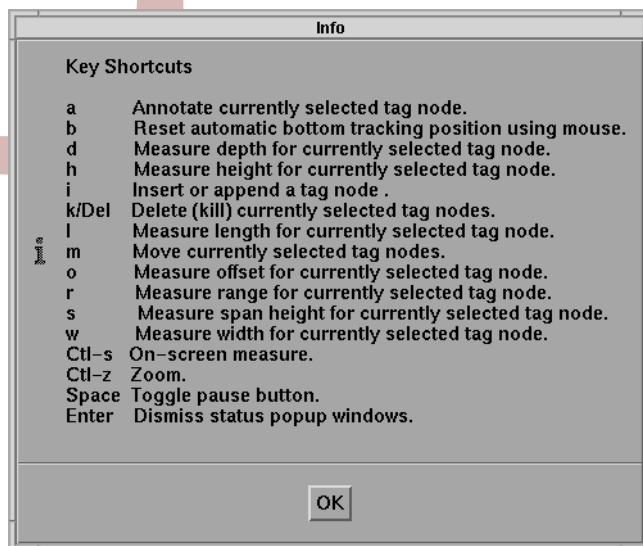 Info
Key Shortcuts
a Annotate currently selected tag node.
b Reset automatic bottom tracking position using mouse.
d Measure depth for currently selected tag node.
h Measure height for currently selected tag node.
i Insert or append a tag node .
k/Del Delete (kill) currently selected tag nodes.
l Measure length for currently selected tag node.
m Move currently selected tag nodes.
o Measure offset for currently selected tag node.
r Measure range for currently selected tag node.
s Measure span height for currently selected tag node.
w Measure width for currently selected tag node.
Ctl-s On-screen measure.
Ctl-z Zoom.
Space Toggle pause button.
Enter Dismiss status popup windows.
OK